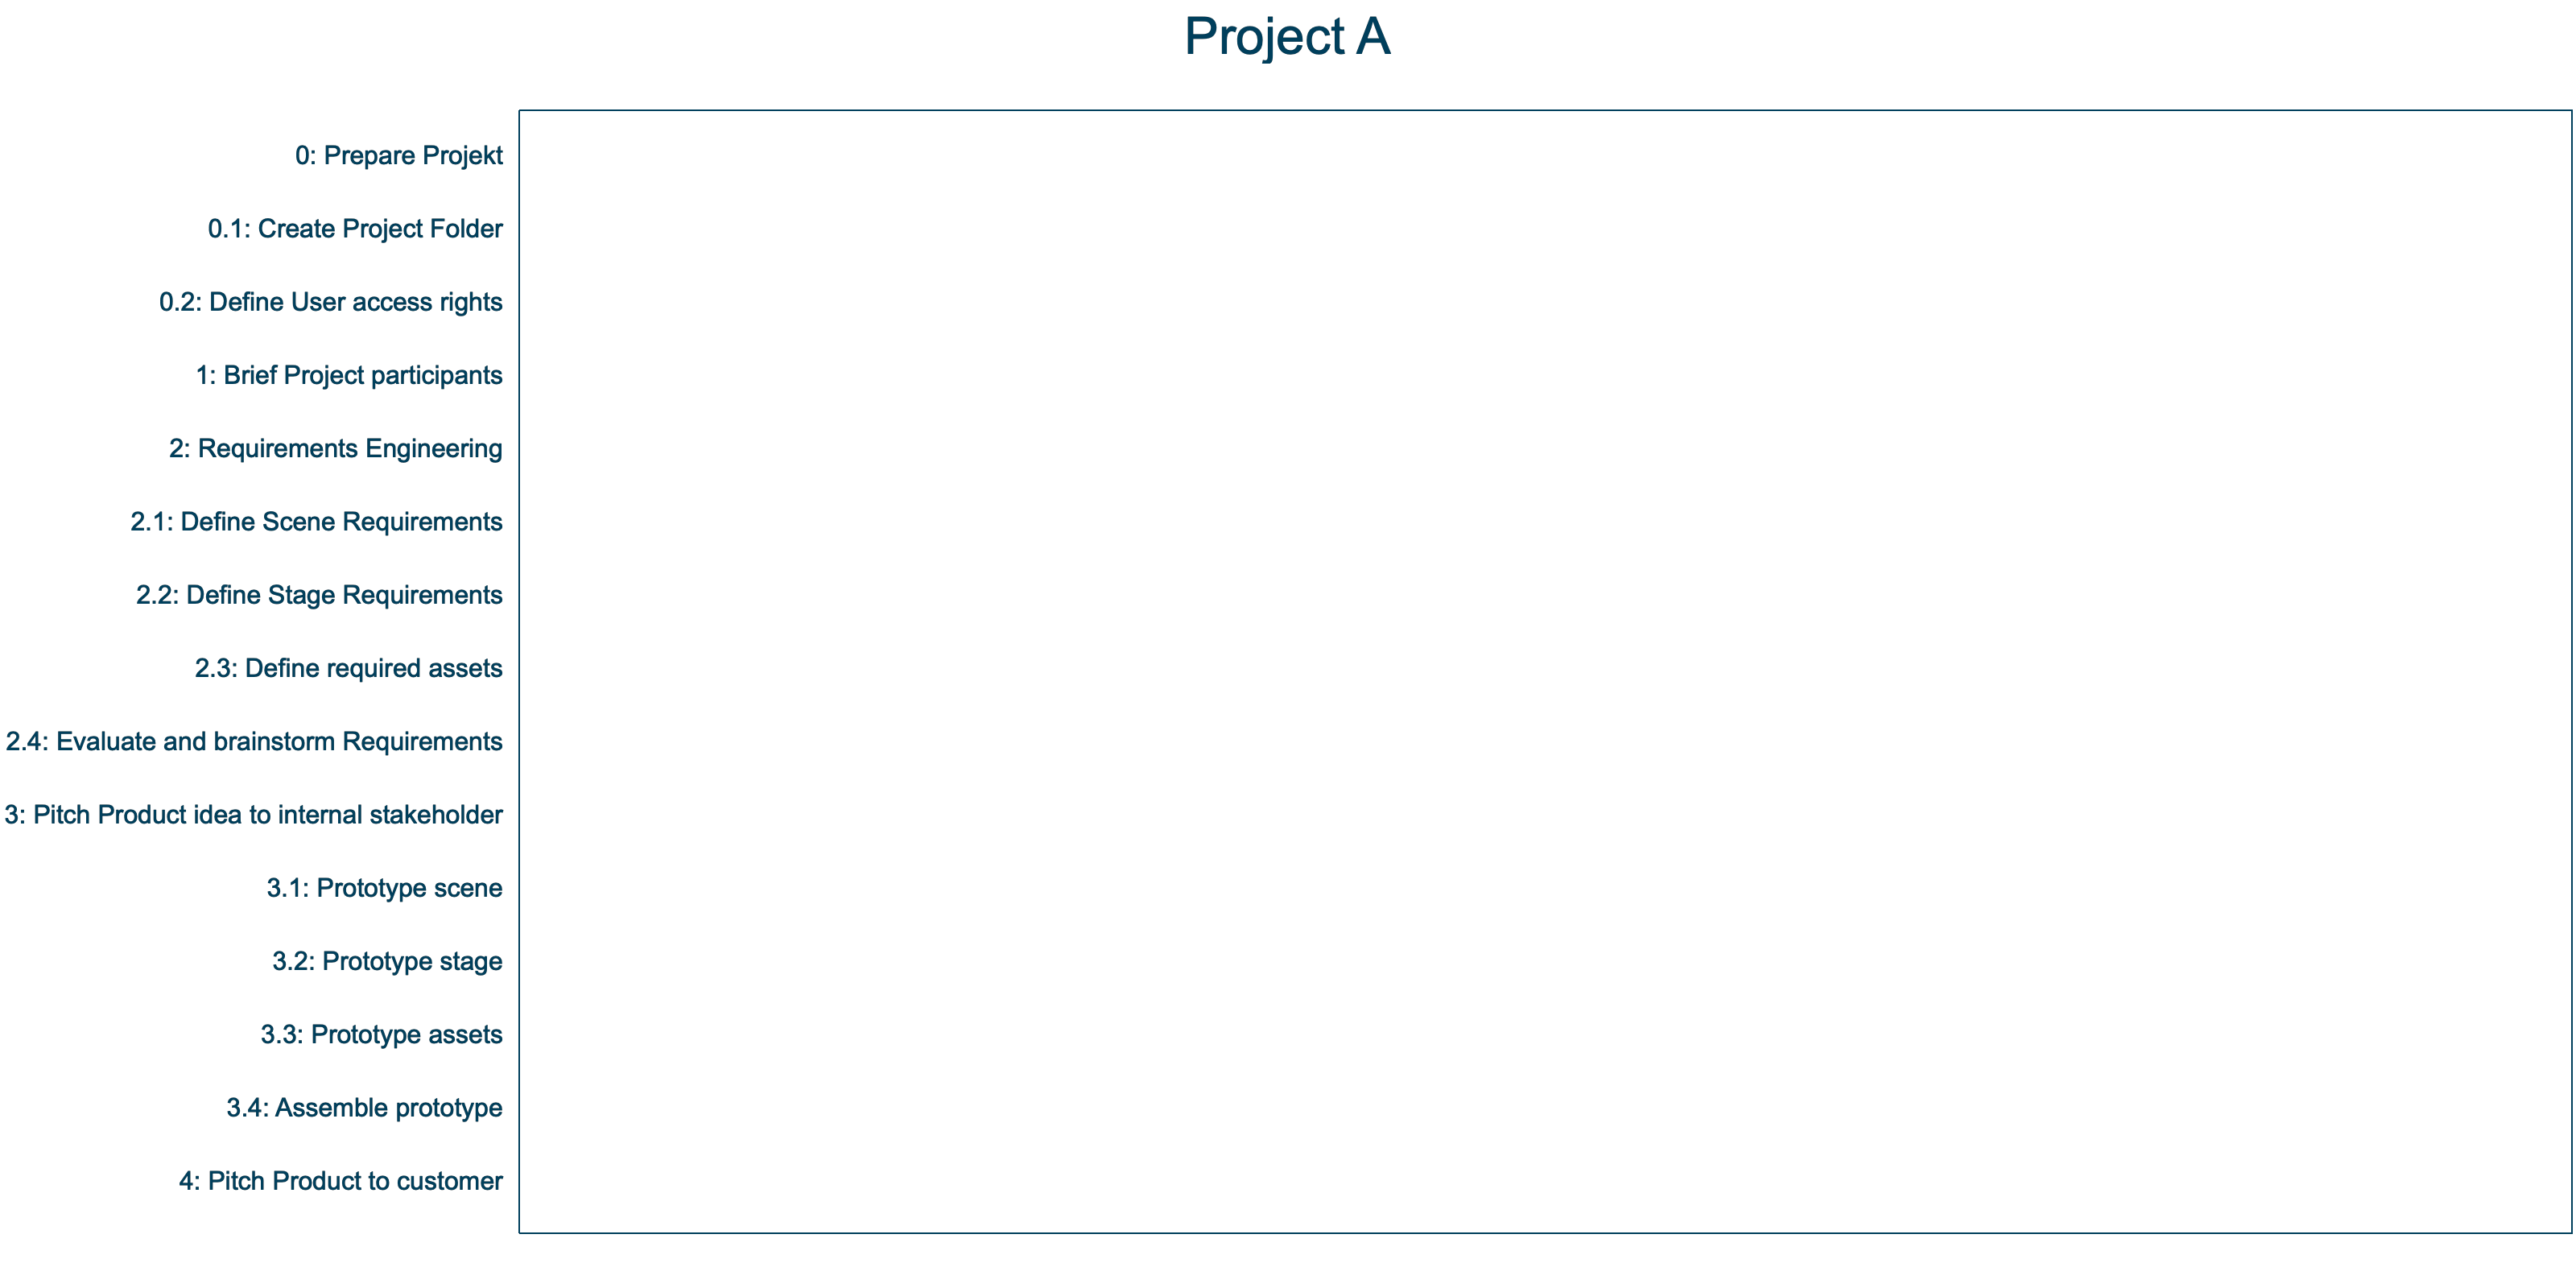 Project A
0: Prepare Projekt
0.1: Create Project Folder
0.2: Define User access rights
1: Brief Project participants
2: Requirements Engineering
2.1: Define Scene Requirements
2.2: Define Stage Requirements
2.3: Define required assets
2.4: Evaluate and brainstorm Requirements
3: Pitch Product idea to internal stakeholder
3.1: Prototype scene
3.2: Prototype stage
3.3: Prototype assets
3.4: Assemble prototype
4: Pitch Product to customer